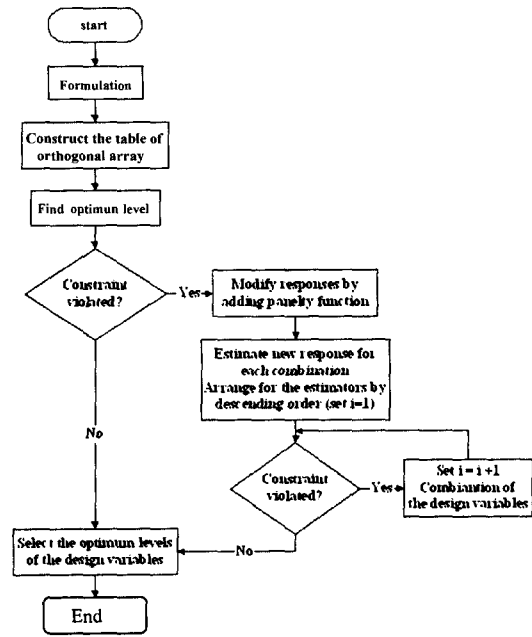 start
Formulation
Construct the table of
orthogonal array
Find optimun level
Constraint
violated?
Yes
Modify responses by
adding panelty function
Estimate new response for
each combination
Arrange for the estimators by
descending order (set i=1)
No
Constraint
violated?
Yes
Set i = i +1
Combiantion of
the design variables
No
Select the optimum levels
of the design variables
End